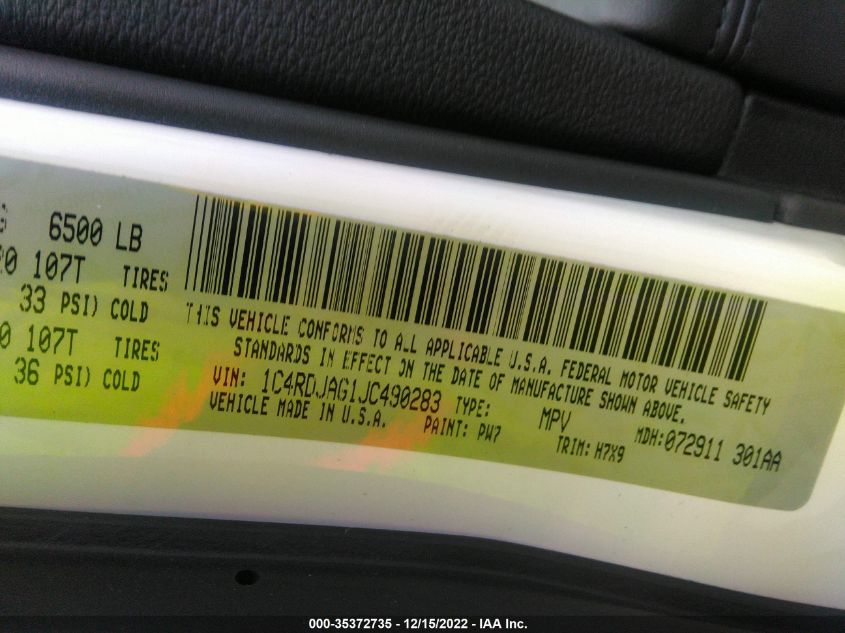 6500 LB
107T TIRES
33 PSI) COLD
107T TIRES
36 PSI) COLD
THIS VEHICLE CONFORMS TO ALL APPLICABLE U.S.A. FEDERAL MOTOR VEHICLE SAFETY
STANDARDS IN EFFECT ON THE DATE OF MANUFACTURE SHOWN ABOVE.
VIN: 1C4RDJAG1JC490283 TYPE: MPV MDH:072911 301AA
VEHICLE MADE IN U.S.A. PAINT: PW7 TRIM: H7X9
000-35372735 - 12/15/2022 - IAA Inc.